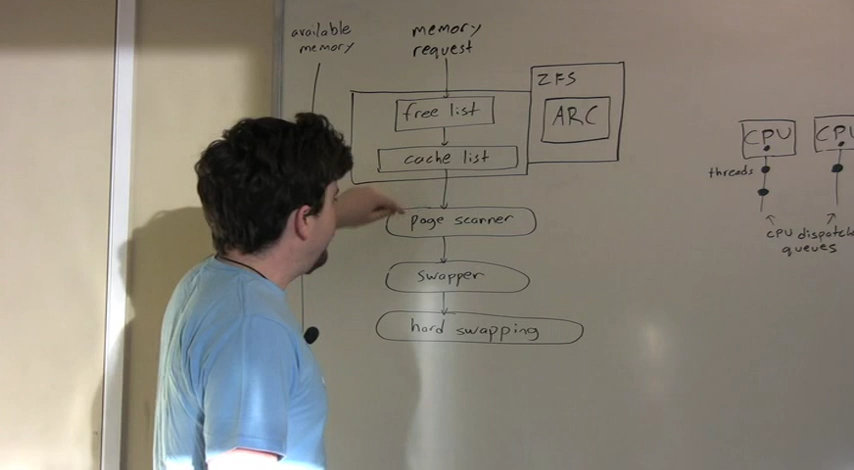 available
memory
memory
request
ZFS
ARC
free list
cache list
page scanner
swapper
hard swapping
CPU
CPU
threads
CPU dispatch
queues